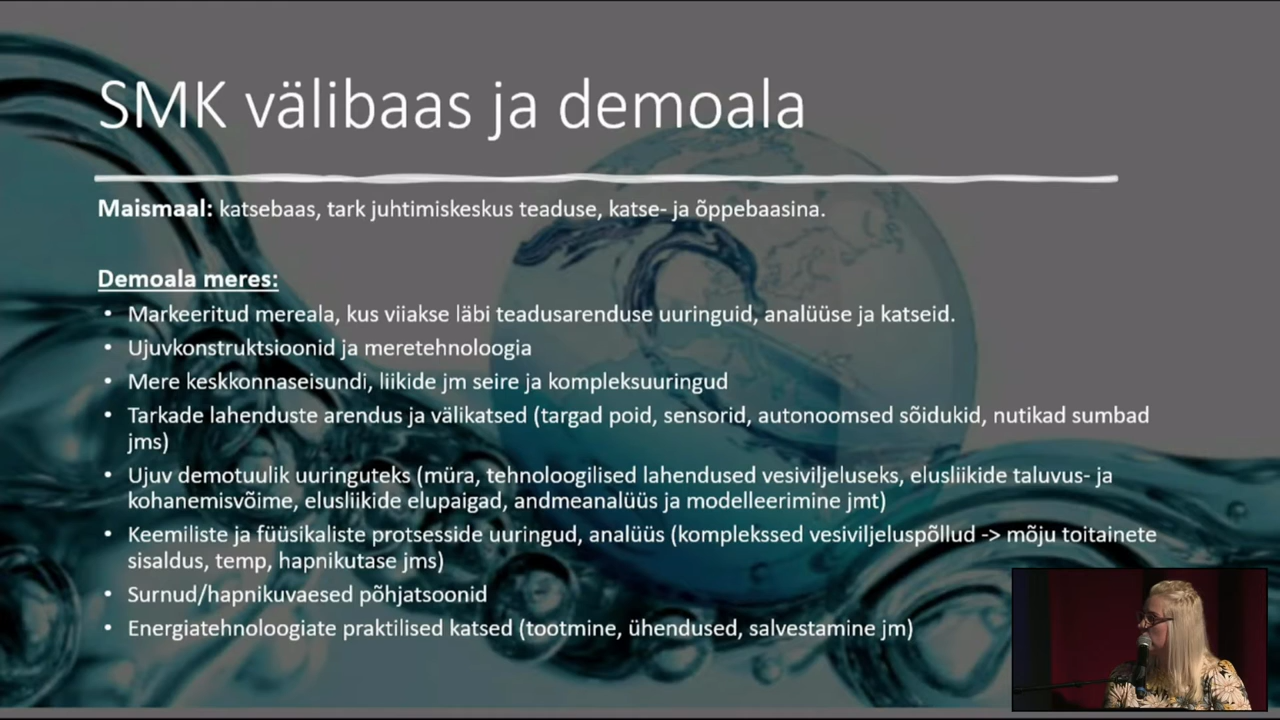 SMK välibaas ja demoala
Maismaal: katsebaas, tark juhtimiskeskus teaduse, katse- ja õppebaasina.
Demoala meres:
• Markeeritud mereala, kus viiakse läbi teadusarenduse uuringuid, analüüse ja katseid.
• Ujuvkonstruktsioonid ja meretehnoloogia
• Mere keskkonnaseisundi, liikide jm seire ja kompleksuuringud
• Tarkade lahenduste arendus ja välikatsed (targad poid, sensorid, autonoomsed sõidukid, nutikad sumbad
jms)
• Ujuv demotuulik uuringuteks (müra, tehnoloogilised lahendused vesiviljeluseks, elusliikide taluvus- ja
kohanemisvõime, elusliikide elupaigad, andmeanalüüs ja modelleerimine jmt)
• Keemiliste ja füüsikaliste protsesside uuringud, analüüs (komplekssed vesiviljeluspõllud -> mõju toitainete
sisaldus, temp, hapnikutase jms)
• Surnud/hapnikuvaesed põhjatsoonid
• Energiatehnoloogiate praktilised katsed (tootmine, ühendused, salvestamine jm)